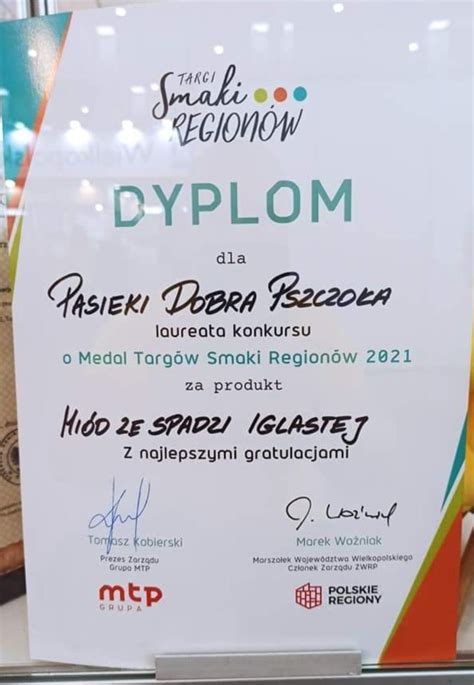 TARGI
Smaki
REGIONÓW
DYPLOM
dla
PASIEKI DOBRA PSZCZOŁA
laureata konkursu
o Medal Targów Smaki Regionów 2021
za produkt
MIÓD ZE SPADZI IGLASTEJ
Z najlepszymi gratulacjami
Tomasz Kobierski
Prezes Zarządu
Grupa MTP
mtp
GRUPA
J. Woźniak
Marek Woźniak
Marszałek Województwa Wielkopolskiego
Członek Zarządu ZWRP
POLSKIE
REGIONY